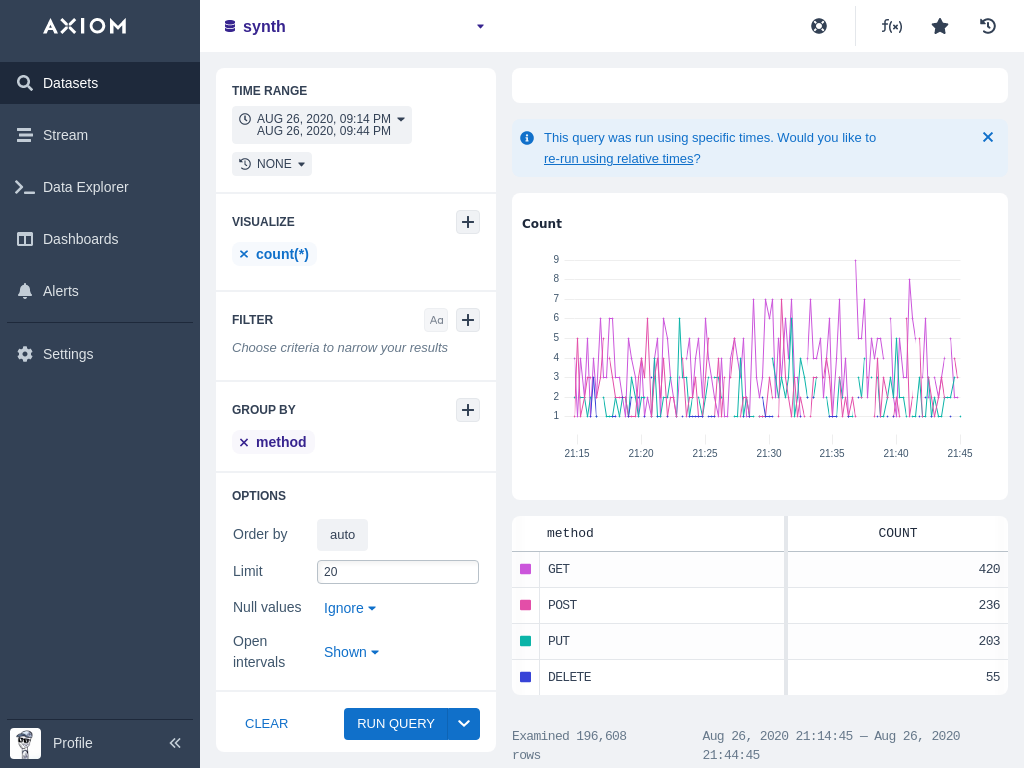 AXIOM
Datasets
Stream
Data Explorer
Dashboards
Alerts
Settings
Profile
synth
f(x)
TIME RANGE
AUG 26, 2020, 09:14 PM
AUG 26, 2020, 09:44 PM
NONE
VISUALIZE
count(*)
FILTER
Aa
Choose criteria to narrow your results
GROUP BY
method
OPTIONS
Order by auto
Limit 20
Null values Ignore
Open
intervals
Shown
CLEAR RUN QUERY
This query was run using specific times. Would you like to
re-run using relative times?
Count
9
8
7
6
5
4
3
2
1
21:15 21:20 21:25 21:30 21:35 21:40 21:45
method COUNT
GET 420
POST 236
PUT 203
DELETE 55
Examined 196,608
rows
Aug 26, 2020 21:14:45 — Aug 26, 2020
21:44:45